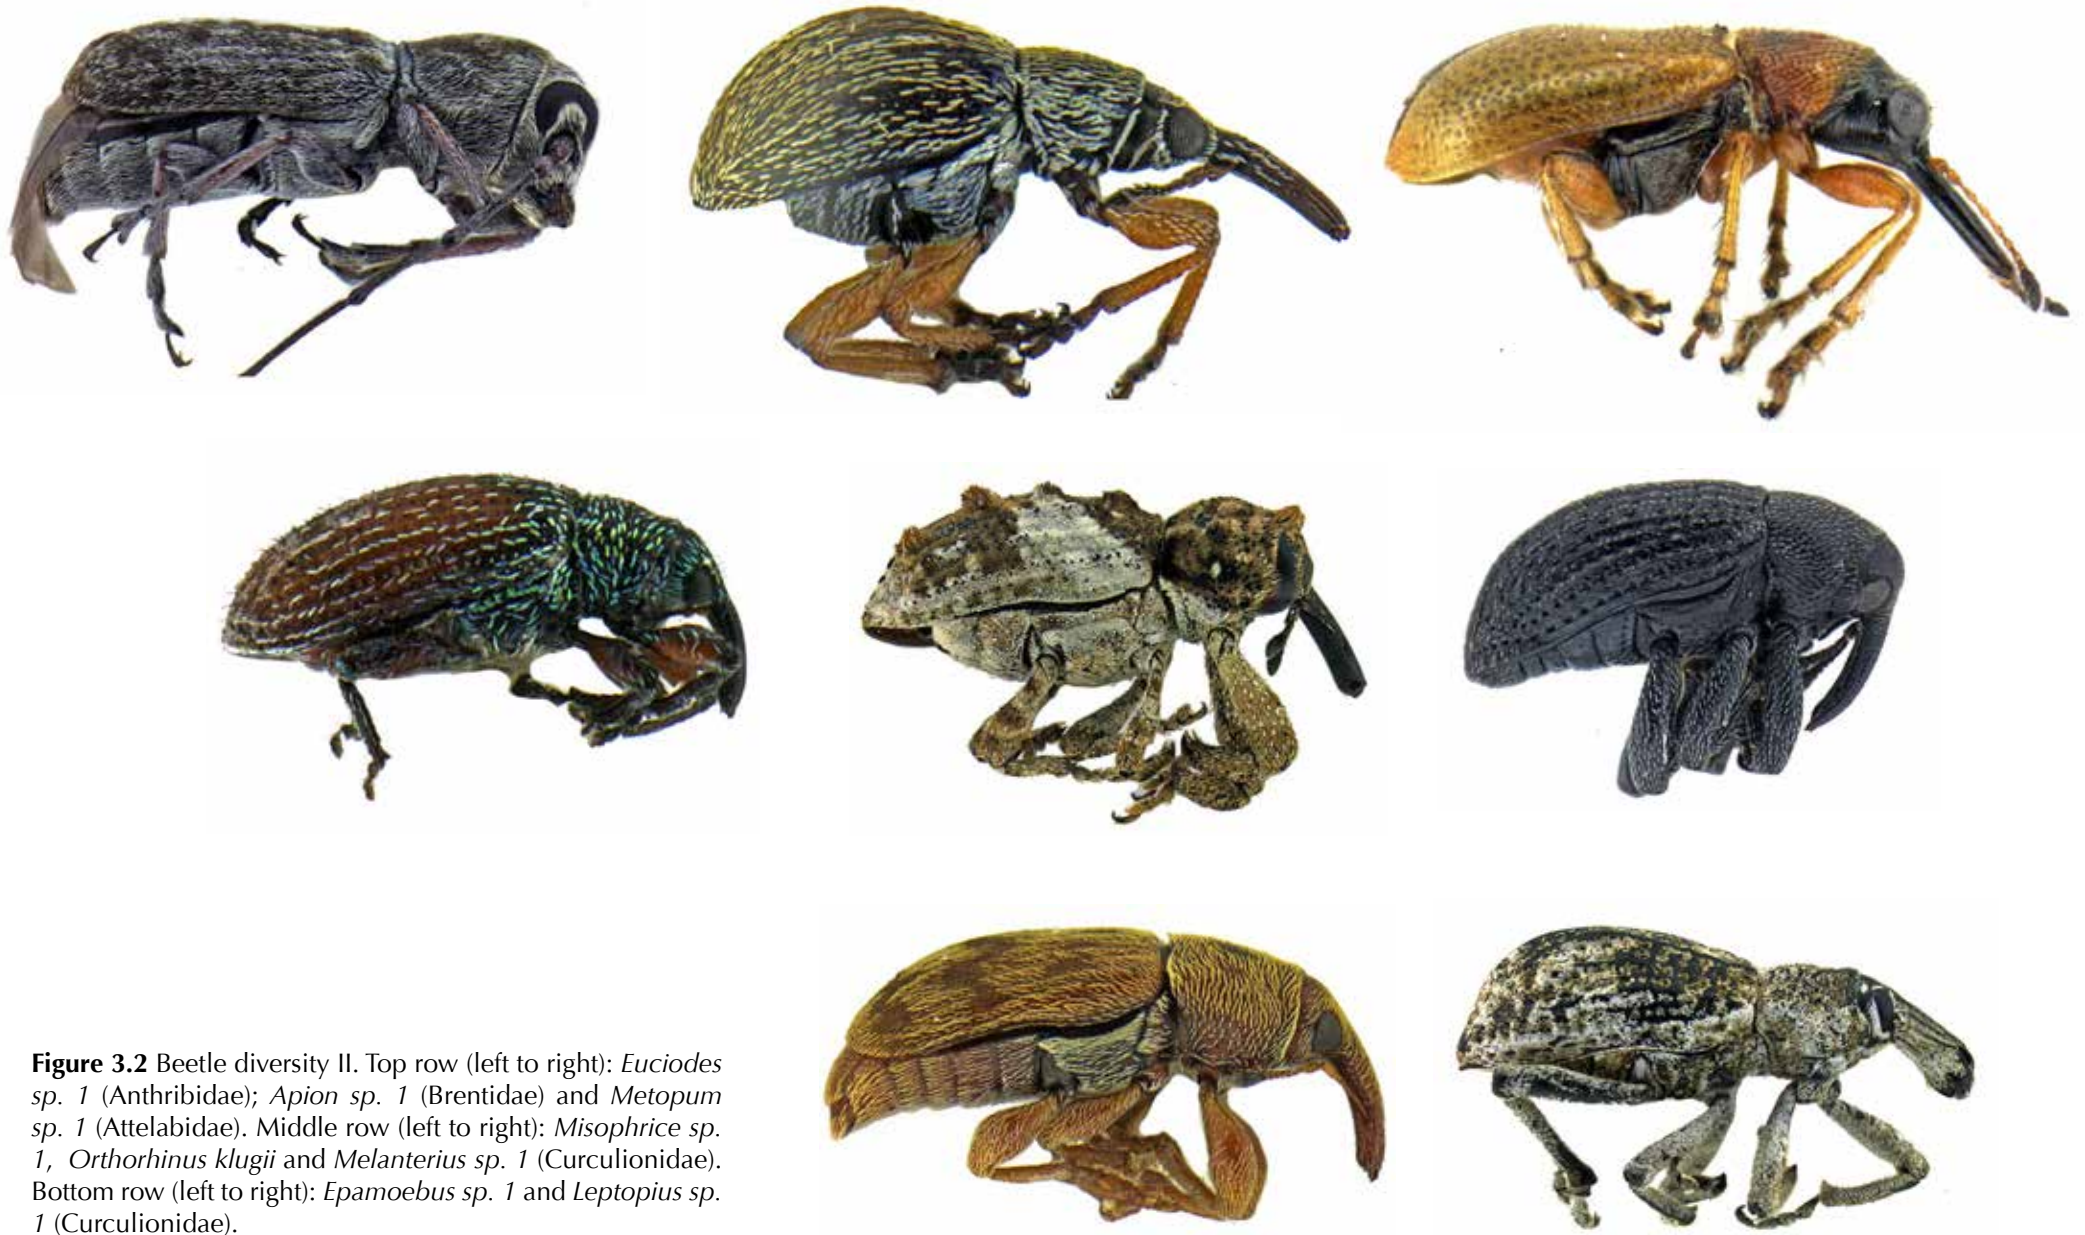 Figure 3.2 Beetle diversity II. Top row (left to right): Euciodes
sp. 1 (Anthribidae); Apion sp. 1 (Brentidae) and Metopum
sp. 1 (Attelabidae). Middle row (left to right): Misophrice sp.
1, Orthorhinus klugii and Melanterius sp. 1 (Curculionidae).
Bottom row (left to right): Epamoebus sp. 1 and Leptopius sp.
1 (Curculionidae).